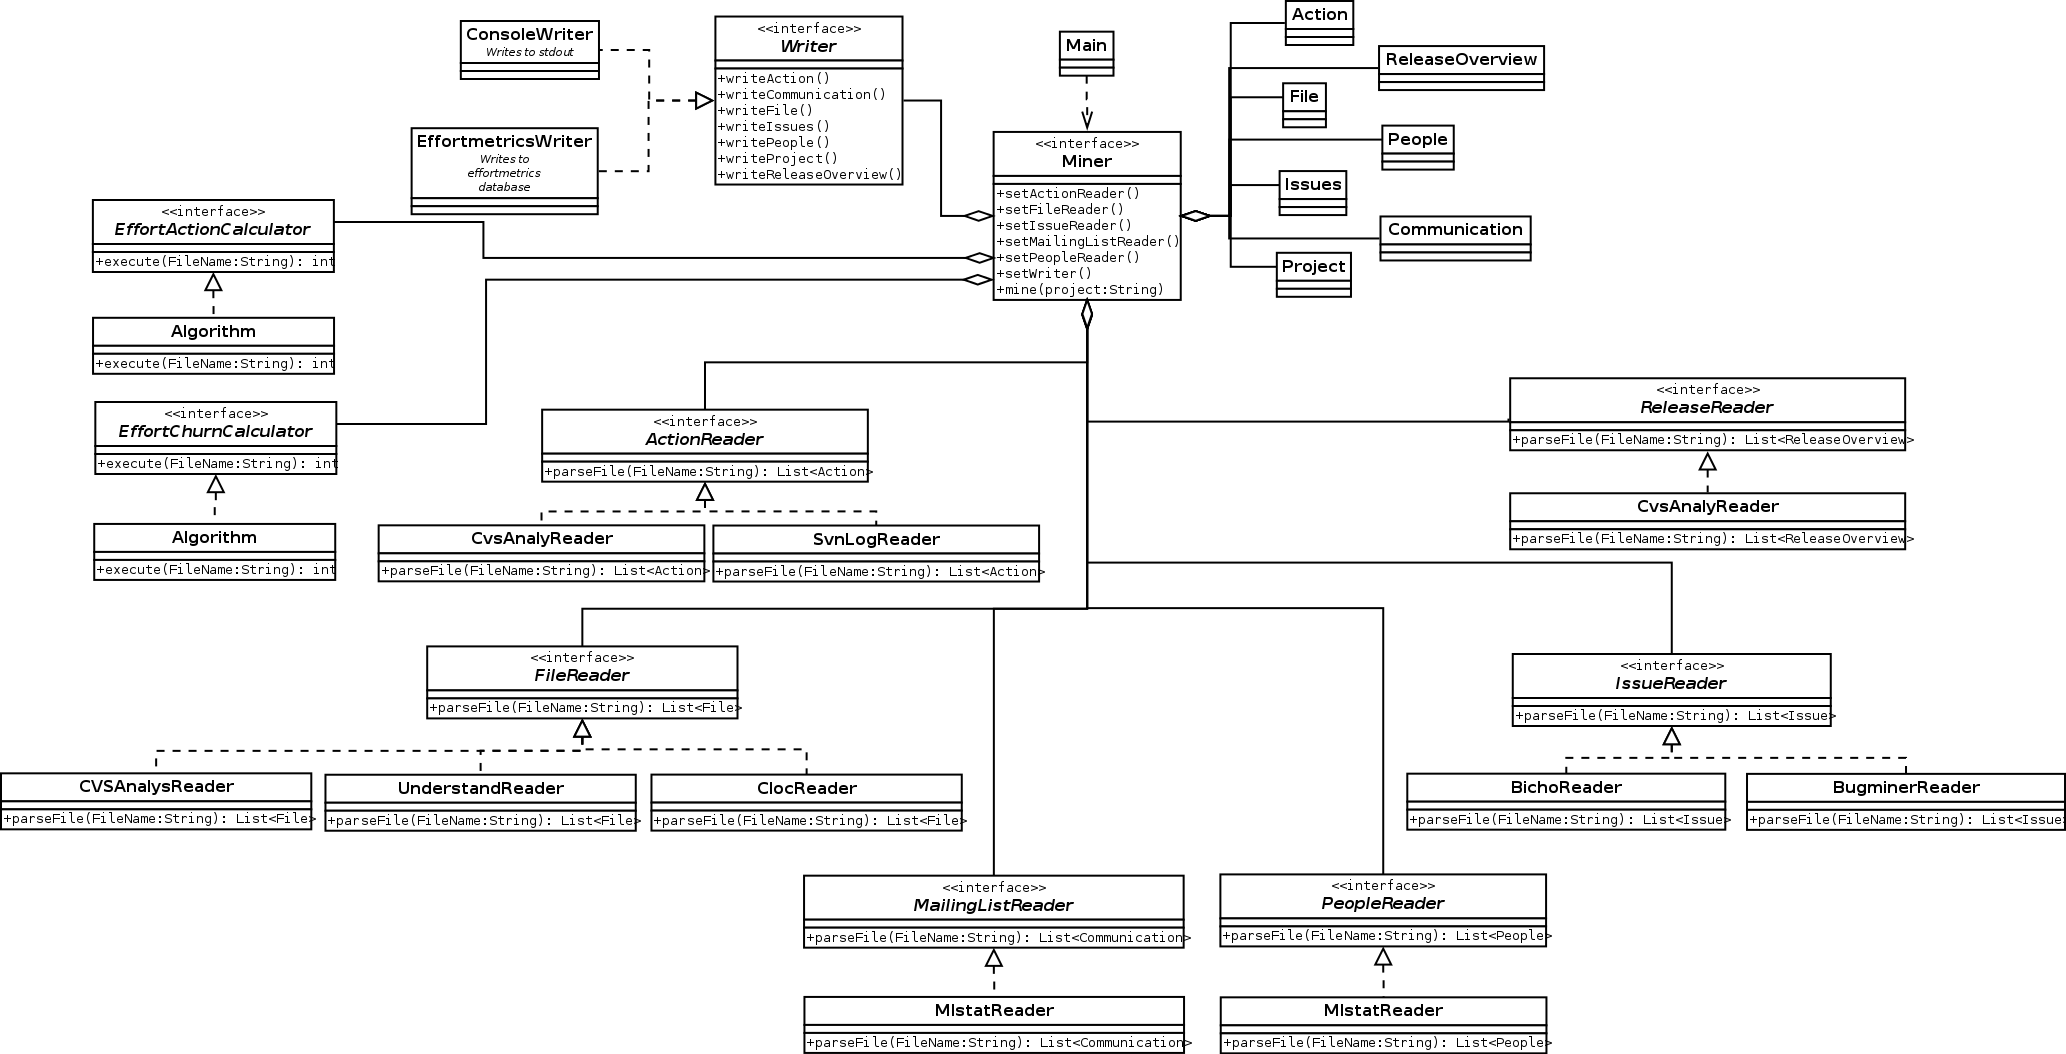 ConsoleWriter
Writes to stdout
<<interface>>
Writer
+writeAction()
+writeCommunication()
+writeFile()
+writeIssues()
+writePeople()
+writeProject()
+writeReleaseOverview()
EffortmetricsWriter
Writes to
effortmetrics
database
Main
<<interface>>
Miner
+setActionReader()
+setFileReader()
+setIssueReader()
+setMailingListReader()
+setPeopleReader()
+setWriter()
+mine(project:String)
Action
ReleaseOverview
File
People
Issues
Communication
Project
<<interface>>
EffortActionCalculator
+execute(FileName:String): int
Algorithm
+execute(FileName:String): int
<<interface>>
EffortChurnCalculator
+execute(FileName:String): int
Algorithm
+execute(FileName:String): int
<<interface>>
ActionReader
+parseFile(FileName:String): List<Action>
CvsAnalyReader
+parseFile(FileName:String): List<Action>
SvnLogReader
+parseFile(FileName:String): List<Action>
<<interface>>
ReleaseReader
+parseFile(FileName:String): List<ReleaseOverview>
CvsAnalyReader
+parseFile(FileName:String): List<ReleaseOverview>
<<interface>>
FileReader
+parseFile(FileName:String): List<File>
CVSAnalysReader
+parseFile(FileName:String): List<File>
UnderstandReader
+parseFile(FileName:String): List<File>
ClocReader
+parseFile(FileName:String): List<File>
<<interface>>
IssueReader
+parseFile(FileName:String): List<Issue>
BichoReader
+parseFile(FileName:String): List<Issue>
BugminerReader
+parseFile(FileName:String): List<Issue>
<<interface>>
MailingListReader
+parseFile(FileName:String): List<Communication>
MlstatReader
+parseFile(FileName:String): List<Communication>
<<interface>>
PeopleReader
+parseFile(FileName:String): List<People>
MlstatReader
+parseFile(FileName:String): List<People>